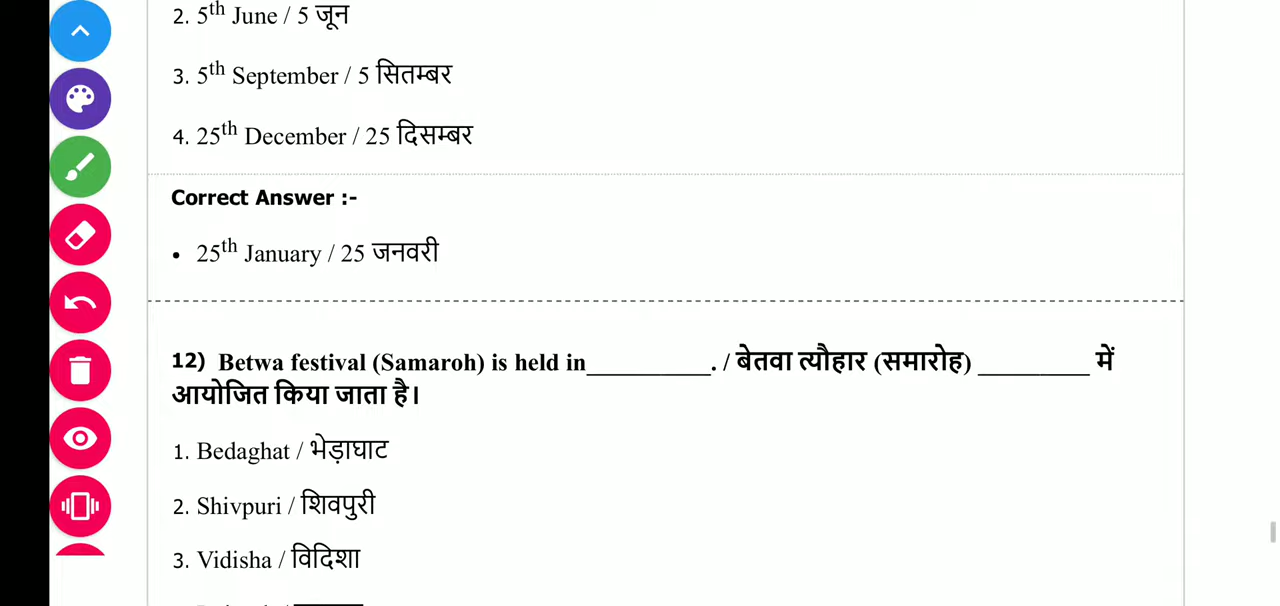 2. 5th June / 5 जून
3. 5th September / 5 सितम्बर
4. 25th December / 25 दिसम्बर
Correct Answer :-
• 25th January / 25 जनवरी
12) Betwa festival (Samaroh) is held in__________. / बेतवा त्यौहार (समारोह) _________ में
आयोजित किया जाता है।
1. Bedaghat / भेड़ाघाट
2. Shivpuri / शिवपुरी
3. Vidisha / विदिशा